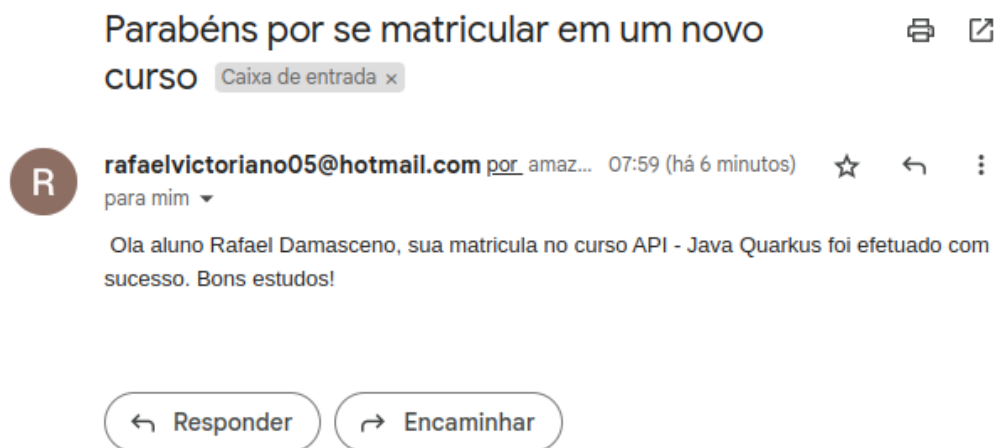 Parabéns por se matricular em um novo
curso Caixa de entrada ×
R
rafaelvictoriano05@hotmail.com por amaz... 07:59 (há 6 minutos)
para mim
Ola aluno Rafael Damasceno, sua matricula no curso API - Java Quarkus foi efetuado com
sucesso. Bons estudos!
Responder Encaminhar